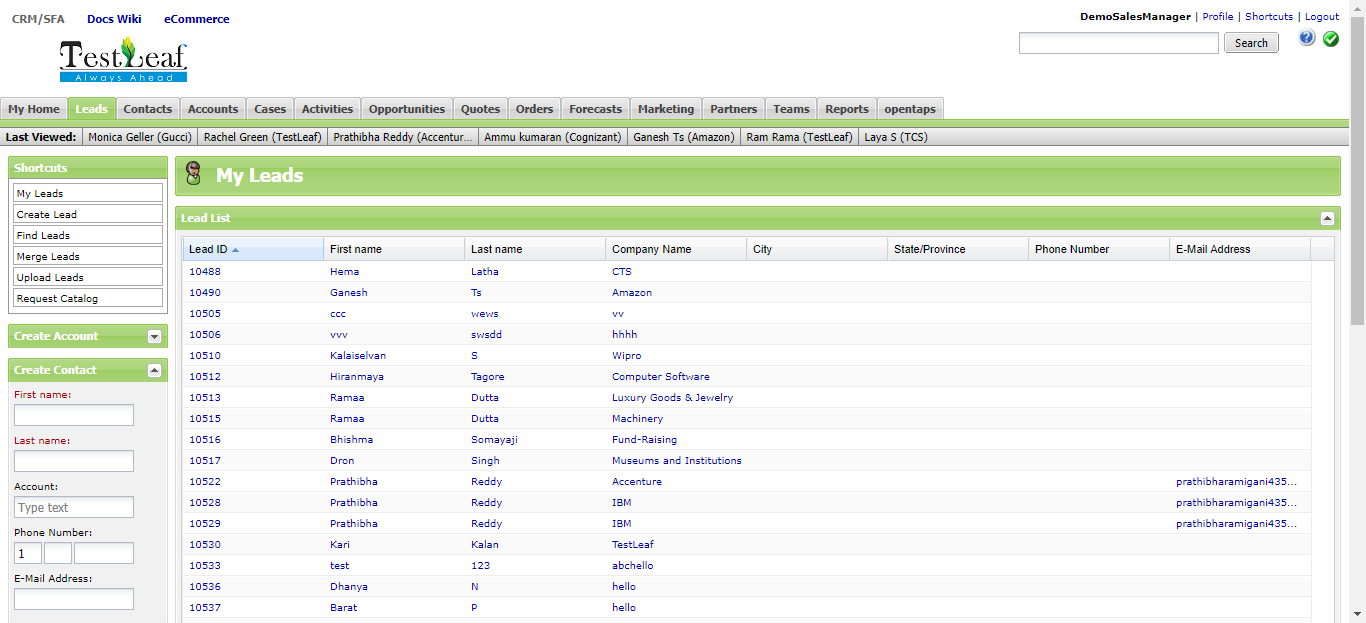 CRM/SFA Docs Wiki eCommerce
DemoSalesManager | Profile | Shortcuts | Logout
TestLeaf
Always Ahead
Search
?
My Home Leads Contacts Accounts Cases Activities Opportunities Quotes Orders Forecasts Marketing Partners Teams Reports opentaps
Last Viewed: Monica Geller (Gucci) Rachel Green (TestLeaf) Prathibha Reddy (Accentur... Ammu kumaran (Cognizant) Ganesh Ts (Amazon) Ram Rama (TestLeaf) Laya S (TCS)
Shortcuts
My Leads
Create Lead
Find Leads
Merge Leads
Upload Leads
Request Catalog
Create Account
Create Contact
First name:
Last name:
Account:
Type text
Phone Number:
1
E-Mail Address:
My Leads
Lead List
Lead ID First name Last name Company Name City State/Province Phone Number E-Mail Address
10488 Hema Latha CTS
10490 Ganesh Ts Amazon
10505 ccc wews vv
10506 vvv swsdd hhhh
10510 Kalaiselvan S Wipro
10512 Hiranmaya Tagore Computer Software
10513 Ramaa Dutta Luxury Goods & Jewelry
10515 Ramaa Dutta Machinery
10516 Bhishma Somayaji Fund-Raising
10517 Dron Singh Museums and Institutions
10522 Prathibha Reddy Accenture prathibharamigani435...
10528 Prathibha Reddy IBM prathibharamigani435...
10529 Prathibha Reddy IBM prathibharamigani435...
10530 Kari Kalan TestLeaf
10533 test 123 abchello
10536 Dhanya N hello
10537 Barat P hello